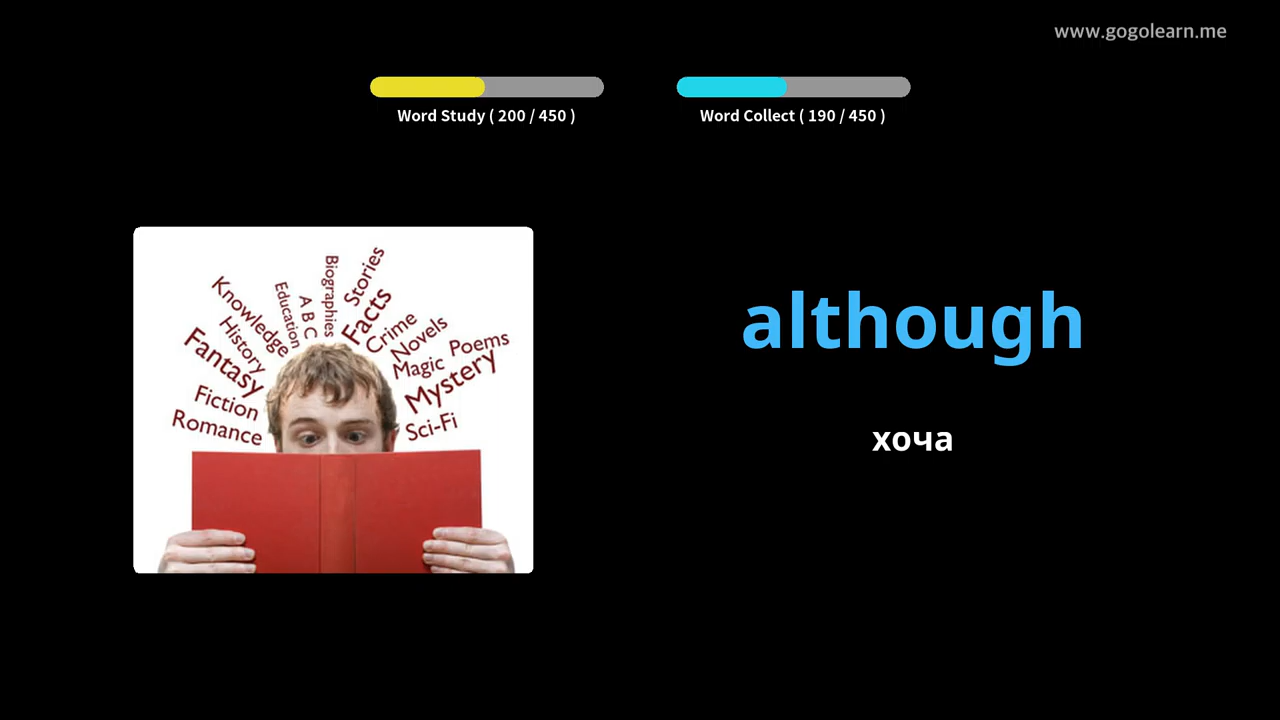 www.gogolearn.me
Word Study ( 200 / 450 )
Word Collect ( 190 / 450 )
Knowledge
Education
A B C
Biographies
Stories
Facts
Crime
Novels
Poems
History
Fantasy
Magic
Mystery
Fiction
Romance
Sci-Fi
although
хоча